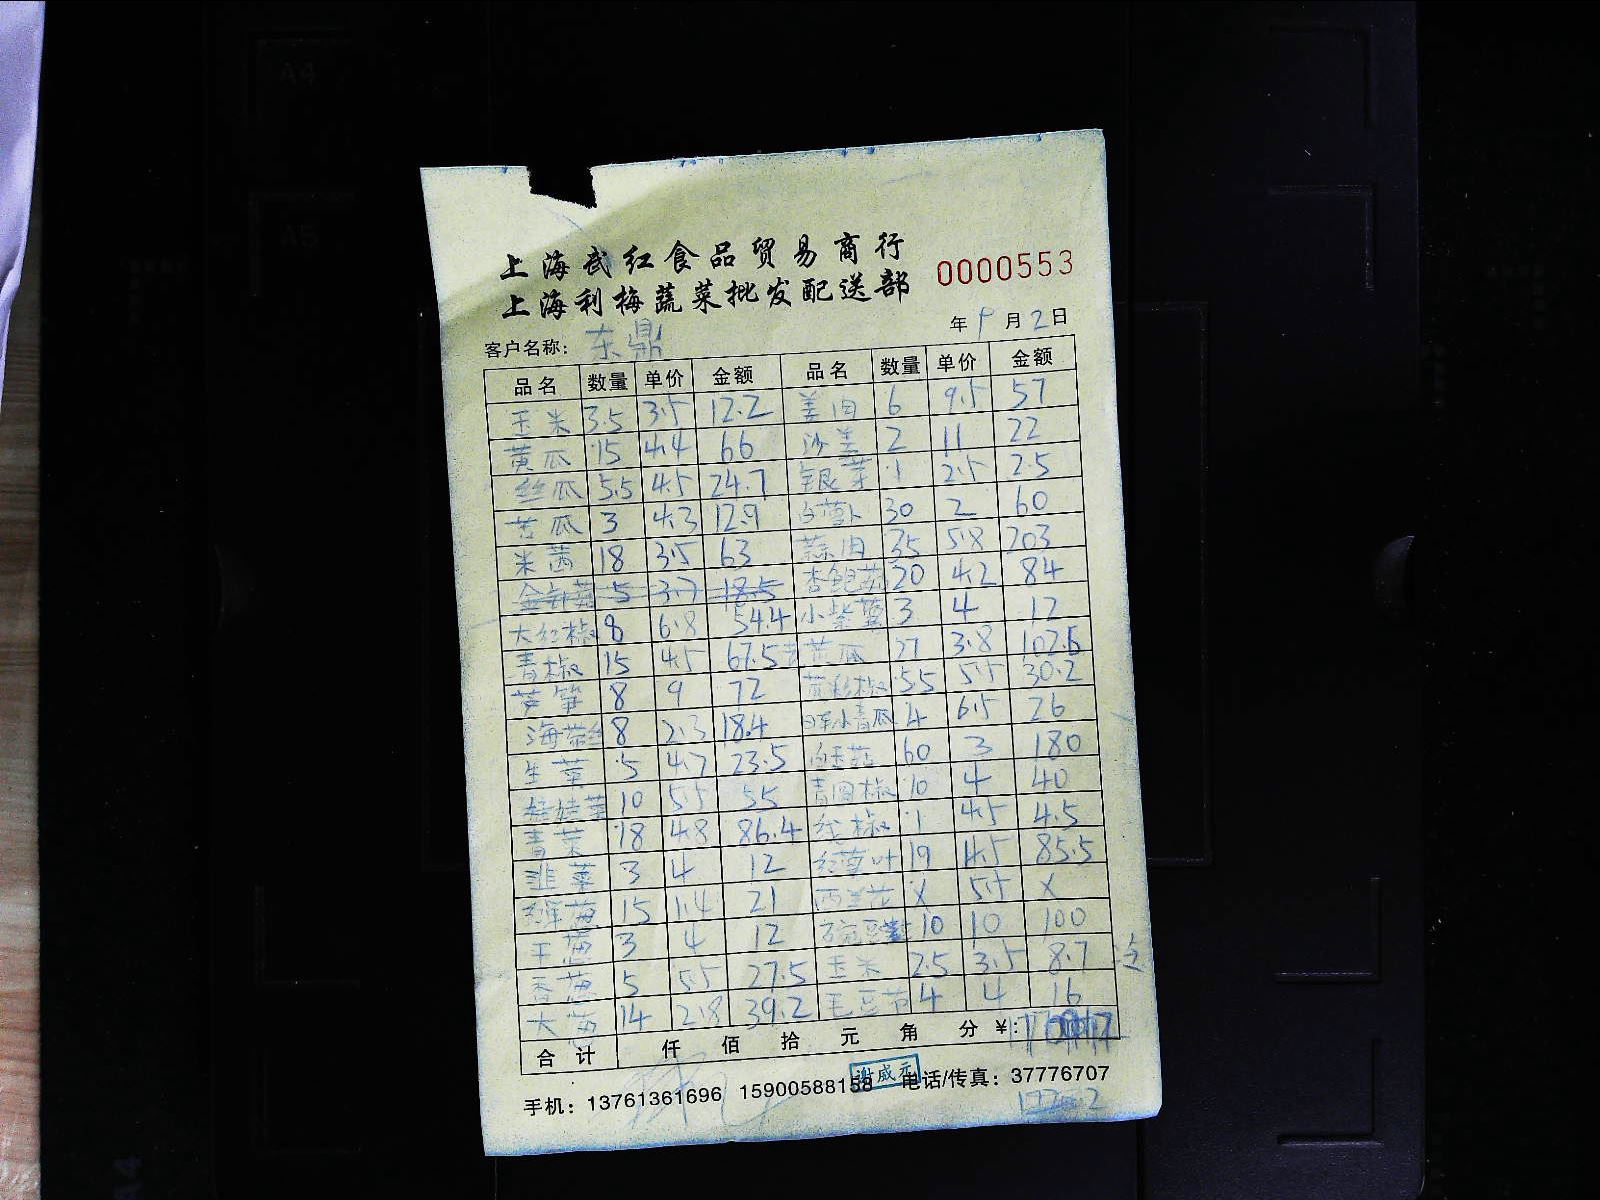 上海武红食品贸易商行
0000553
上海利梅蔬菜批发配送部
年 9 月 2 日
客户名称: 东鼎
品名 数量 单价 金额 品名 数量 单价 金额
玉米 3.5 3.5 12.2 姜肉 6 9.5 57
黄瓜 15 4.4 66 沙姜 2 11 22
丝瓜 5.5 4.5 24.7 银芽 1 2.5 2.5
苦瓜 3 4.3 12.9 白萝卜 30 2 60
米茜 18 3.5 63 蒜肉 35 5.8 203
金针菇 5 3.7 18.5 杏鲍菇 20 4.2 84
大红椒 8 6.8 54.4 小紫薯 3 4 12
青椒 15 4.5 67.5 老黄瓜 27 3.8 102.6
芦笋 8 9 72 黄彩椒 5.5 5.5 30.2
海带丝 8 2.3 18.4 日本小青瓜 4 6.5 26
生菜 5 4.7 23.5 白玉菇 60 3 180
娃娃菜 10 5.5 55 青圆椒 10 4 40
青菜 18 4.8 86.4 红椒 1 4.5 4.5
韭菜 3 4 12 19 4.5 85.5
15 1.4 21 西兰花 X 5.5 X
干葱 3 4 12 10 10 100
香葱 5 5.5 27.5 玉米 2.5 3.5 8.7
大葱 14 2.8 39.2 毛豆节 4 4 16
合计 仟 佰 拾 元 角 分 ¥:
谢威元
手机: 13761361696 15900588158 电话/传真: 37776707